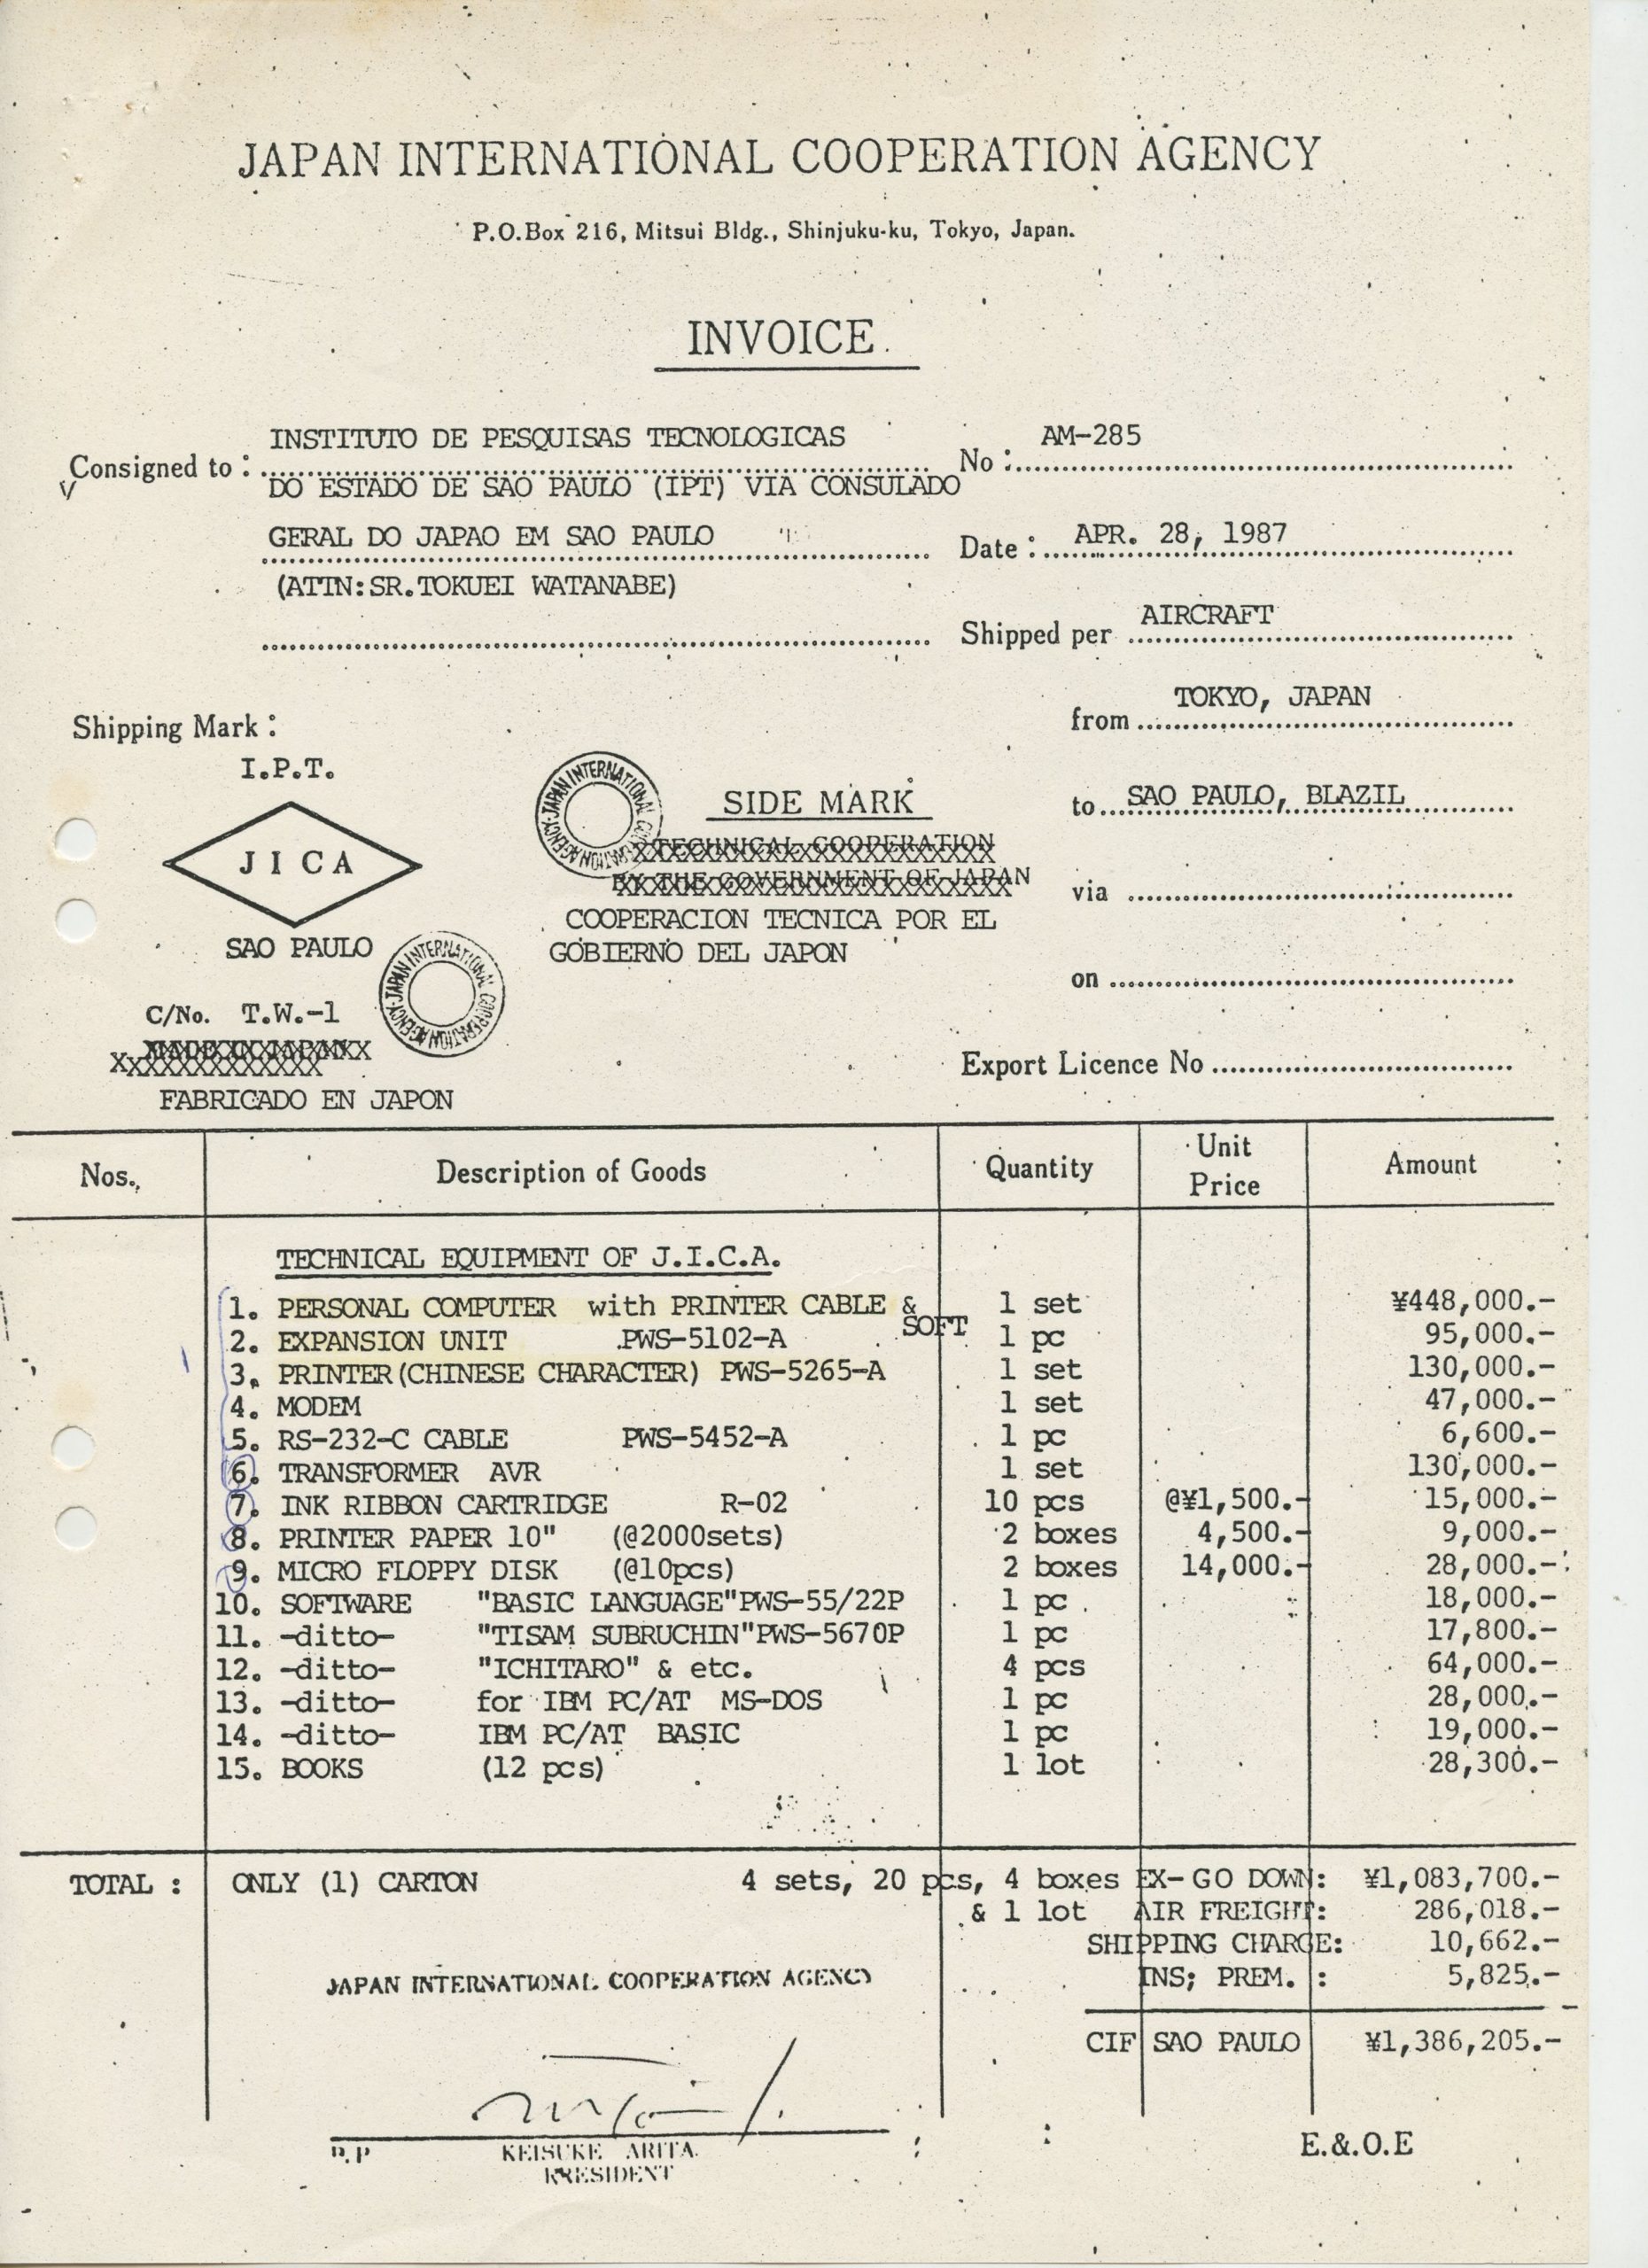 JAPAN INTERNATIONAL COOPERATION AGENCY
P.O.Box 216, Mitsui Bldg., Shinjuku-ku, Tokyo, Japan.
INVOICE
Consigned to : INSTITUTO DE PESQUISAS TECNOLOGICAS
DO ESTADO DE SAO PAULO (IPT) VIA CONSULADO
GERAL DO JAPAO EM SAO PAULO
(ATTN:SR.TOKUEI WATANABE)
No : AM-285
Date : APR. 28, 1987
Shipped per AIRCRAFT
from TOKYO, JAPAN
to SAO PAULO, BLAZIL
via
on
Export Licence No
Shipping Mark :
I.P.T.
J I C A
SAO PAULO
C/No. T.W.-1
MADE IN JAPAN
FABRICADO EN JAPON
JAPAN INTERNATIONAL COOPERATION AGENCY
JAPAN INTERNATIONAL COOPERATION AGENCY
SIDE MARK
TECHNICAL COOPERATION
BY THE GOVERNMENT OF JAPAN
COOPERACION TECNICA POR EL
GOBIERNO DEL JAPON
Nos. Description of Goods Quantity Unit Price Amount
TECHNICAL EQUIPMENT OF J.I.C.A.
1. PERSONAL COMPUTER with PRINTER CABLE & SOFT 1 set ¥448,000.-
2. EXPANSION UNIT PWS-5102-A 1 pc 95,000.-
3. PRINTER(CHINESE CHARACTER) PWS-5265-A 1 set 130,000.-
4. MODEM 1 set 47,000.-
5. RS-232-C CABLE PWS-5452-A 1 pc 6,600.-
6. TRANSFORMER AVR 1 set 130,000.-
7. INK RIBBON CARTRIDGE R-02 10 pcs @¥1,500.- 15,000.-
8. PRINTER PAPER 10" (@2000sets) 2 boxes 4,500.- 9,000.-
9. MICRO FLOPPY DISK (@10pcs) 2 boxes 14,000.- 28,000.-
10. SOFTWARE "BASIC LANGUAGE"PWS-55/22P 1 pc 18,000.-
11. -ditto- "TISAM SUBRUCHIN"PWS-5670P 1 pc 17,800.-
12. -ditto- "ICHITARO" & etc. 4 pcs 64,000.-
13. -ditto- for IBM PC/AT MS-DOS 1 pc 28,000.-
14. -ditto- IBM PC/AT BASIC 1 pc 19,000.-
15. BOOKS (12 pcs) 1 lot 28,300.-
TOTAL : ONLY (1) CARTON 4 sets, 20 pcs, 4 boxes EX-GO DOWN: ¥1,083,700.-
& 1 lot AIR FREIGHT: 286,018.-
SHIPPING CHARGE: 10,662.-
INS; PREM. : 5,825.-
JAPAN INTERNATIONAL COOPERATION AGENCY
CIF SAO PAULO ¥1,386,205.-
P.P KEISUKE ARITA
PRESIDENT
E.&.O.E